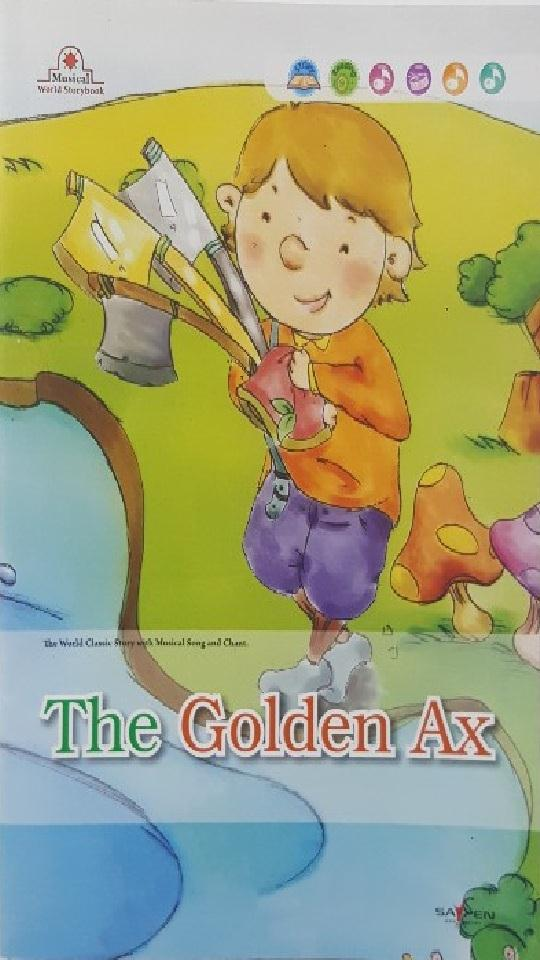 Musical
World Storybook
The World Classic Story with Musical Song and Chant.
The Golden Ax